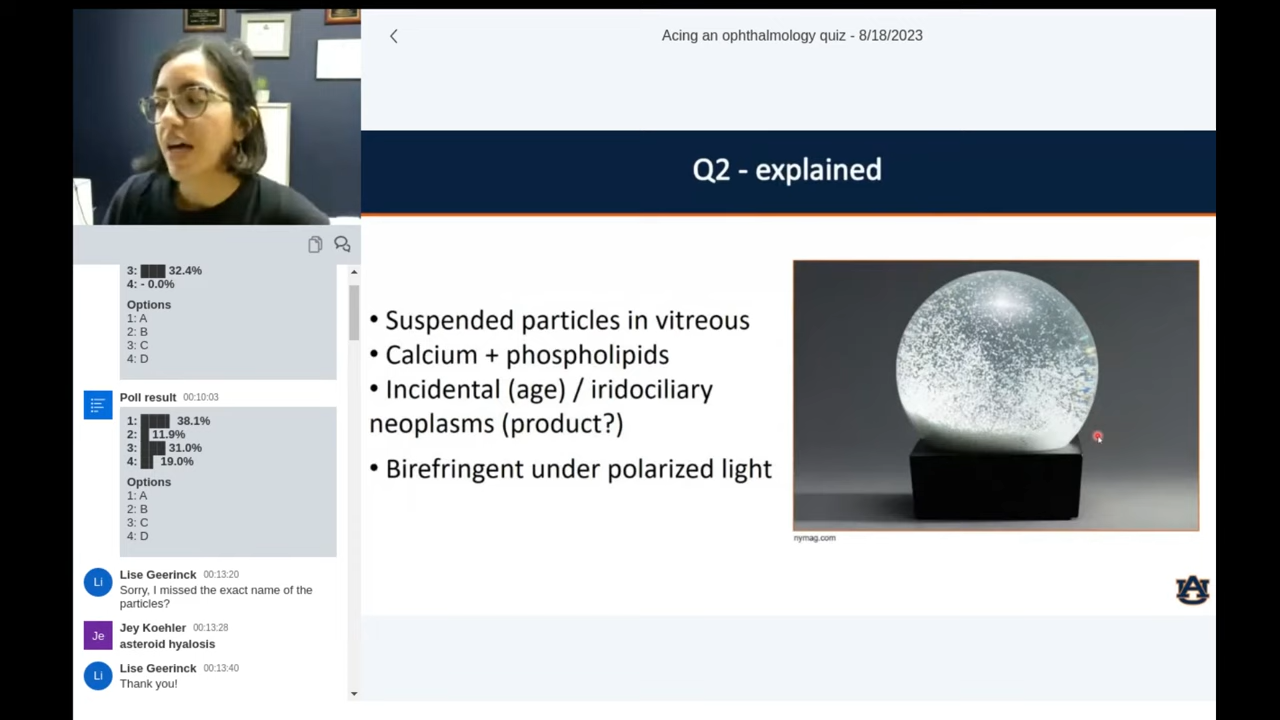 Acing an ophthalmology quiz - 8/18/2023
Q2 - explained
• Suspended particles in vitreous
• Calcium + phospholipids
• Incidental (age) / iridociliary
neoplasms (product?)
• Birefringent under polarized light
nymag.com
AU
3: 32.4%
4: - 0.0%
Options
1: A
2: B
3: C
4: D
Poll result 00:10:03
1: 38.1%
2: 11.9%
3: 31.0%
4: 19.0%
Options
1: A
2: B
3: C
4: D
Li
Lise Geerinck 00:13:20
Sorry, I missed the exact name of the
particles?
Je
Jey Koehler 00:13:28
asteroid hyalosis
Li
Lise Geerinck 00:13:40
Thank you!